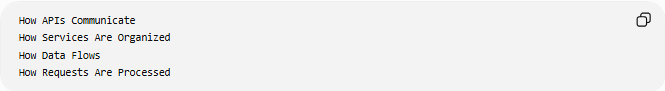 How APIs Communicate
How Services Are Organized
How Data Flows
How Requests Are Processed